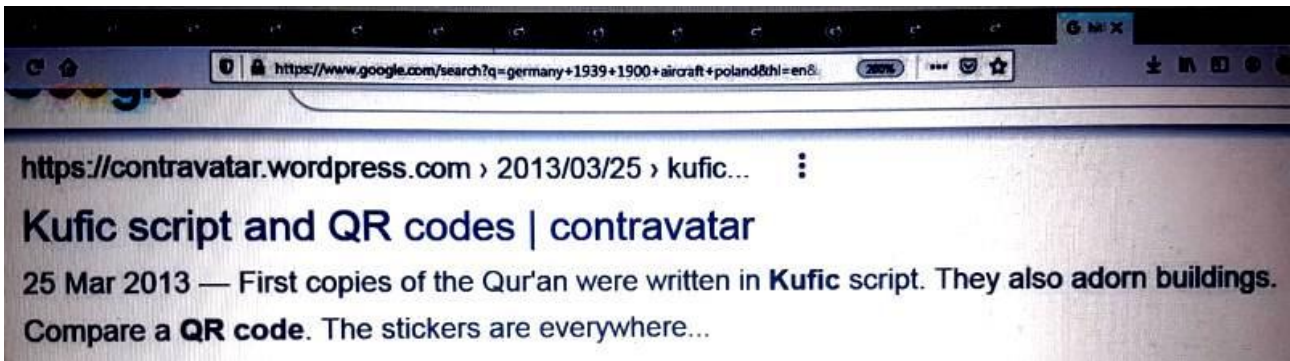 https://www.google.com/search?q=germany+1939+1900+aircraft+poland&hl=en&
200%
https://contravatar.wordpress.com › 2013/03/25 › kufic...
Kufic script and QR codes | contravatar
25 Mar 2013 — First copies of the Qur'an were written in Kufic script. They also adorn buildings.
Compare a QR code. The stickers are everywhere...